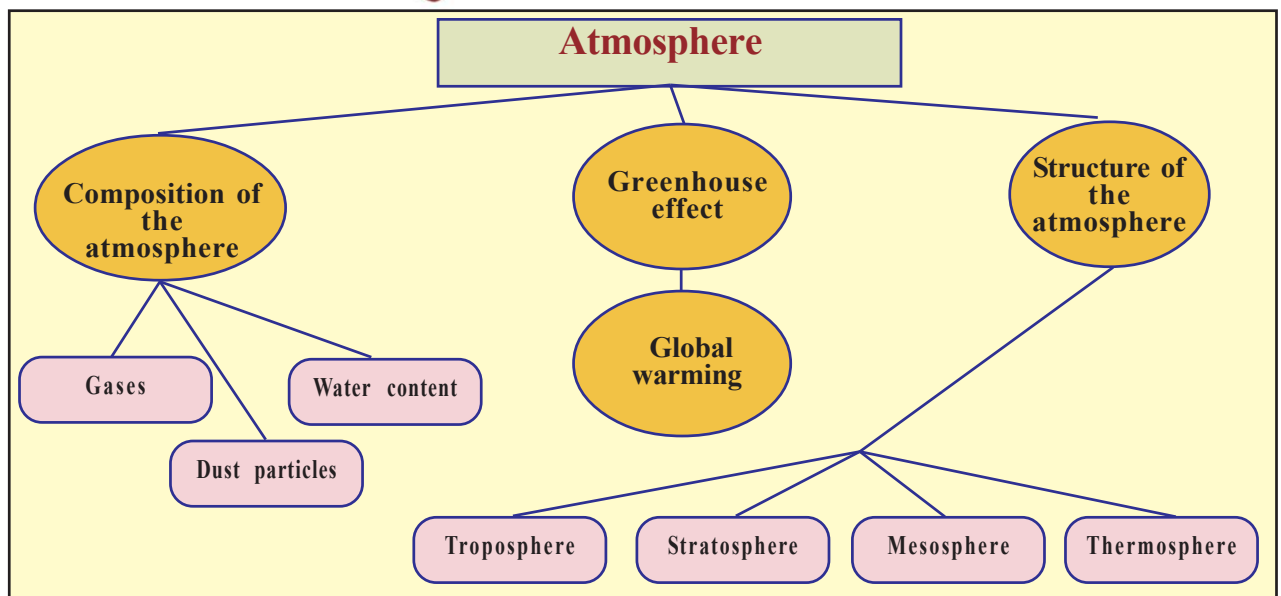 Atmosphere
Composition of
the
atmosphere
Greenhouse
effect
Structure of
the
atmosphere
Global
warming
Gases
Water content
Dust particles
Troposphere
Stratosphere
Mesosphere
Thermosphere